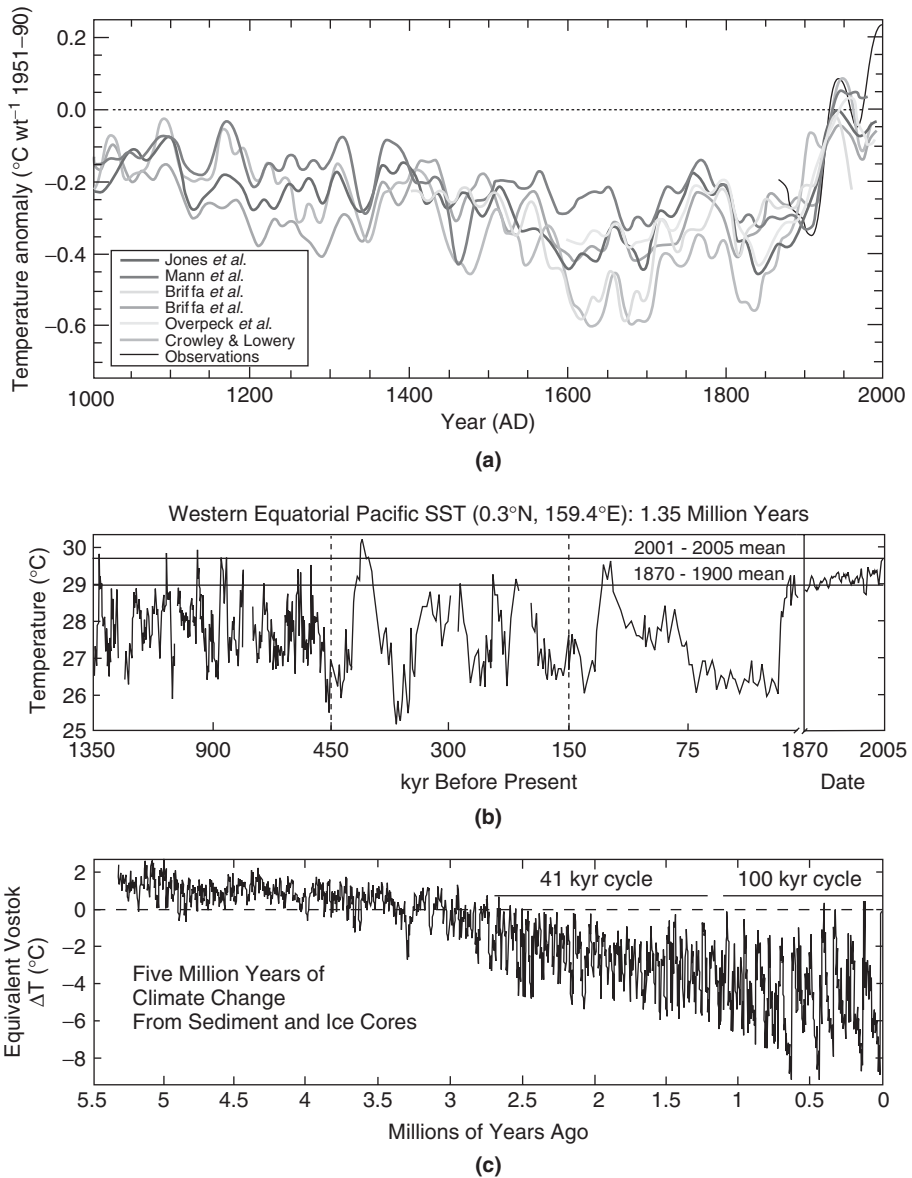 0.2
0.0
−0.2
−0.4
−0.6
Temperature anomaly (°C wt⁻¹ 1951–90)
Jones et al.
Mann et al.
Briffa et al.
Briffa et al.
Overpeck et al.
Crowley & Lowery
Observations
1000 1200 1400 1600 1800 2000
Year (AD)
(a)
Western Equatorial Pacific SST (0.3°N, 159.4°E): 1.35 Million Years
30
29
28
27
26
25
Temperature (°C)
2001 - 2005 mean
1870 - 1900 mean
1350 900 450 300 150 75 1870 2005
kyr Before Present Date
(b)
2
0
−2
−4
−6
−8
Equivalent Vostok
ΔT (°C)
41 kyr cycle 100 kyr cycle
Five Million Years of
Climate Change
From Sediment and Ice Cores
5.5 5 4.5 4 3.5 3 2.5 2 1.5 1 0.5 0
Millions of Years Ago
(c)